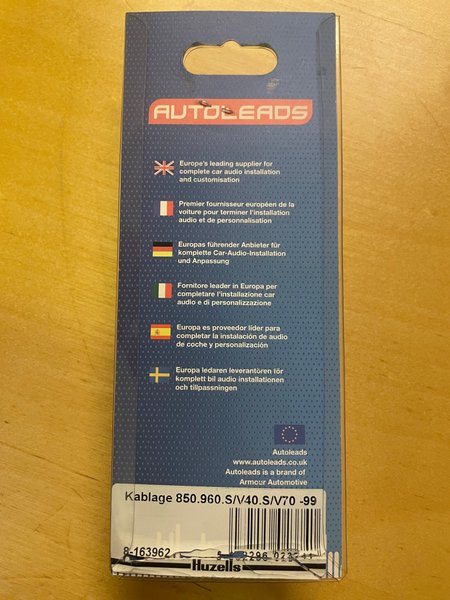 AUTOLEADS
Europe's leading supplier for
complete car audio installation
and customisation
Premier fournisseur européen de la
voiture pour terminer l'installation
audio et de personnalisation
Europas führender Anbieter für
komplette Car-Audio-Installation
und Anpassung
Fornitore leader in Europa per
completare l'installazione car
audio e di personalizzazione
Europa es proveedor líder para
completar la instalación de audio
de coche y personalización
Europa ledaren leverantören för
komplett bil audio installationen
och tillpassningen
Autoleads
www.autoleads.co.uk
Autoleads is a brand of
Armour Automotive
Kablage 850.960.S/V40.S/V70 -99
8-163962
Huzells